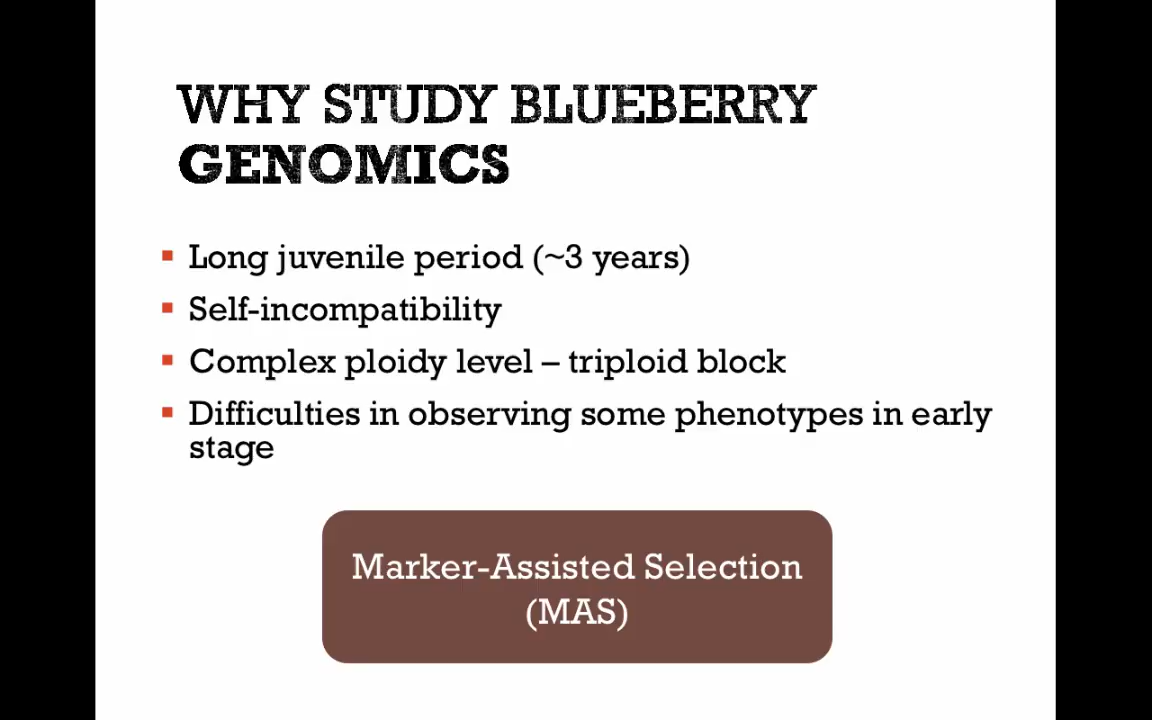 WHY STUDY BLUEBERRY
GENOMICS
▪ Long juvenile period (~3 years)
▪ Self-incompatibility
▪ Complex ploidy level – triploid block
▪ Difficulties in observing some phenotypes in early
stage
Marker-Assisted Selection
(MAS)